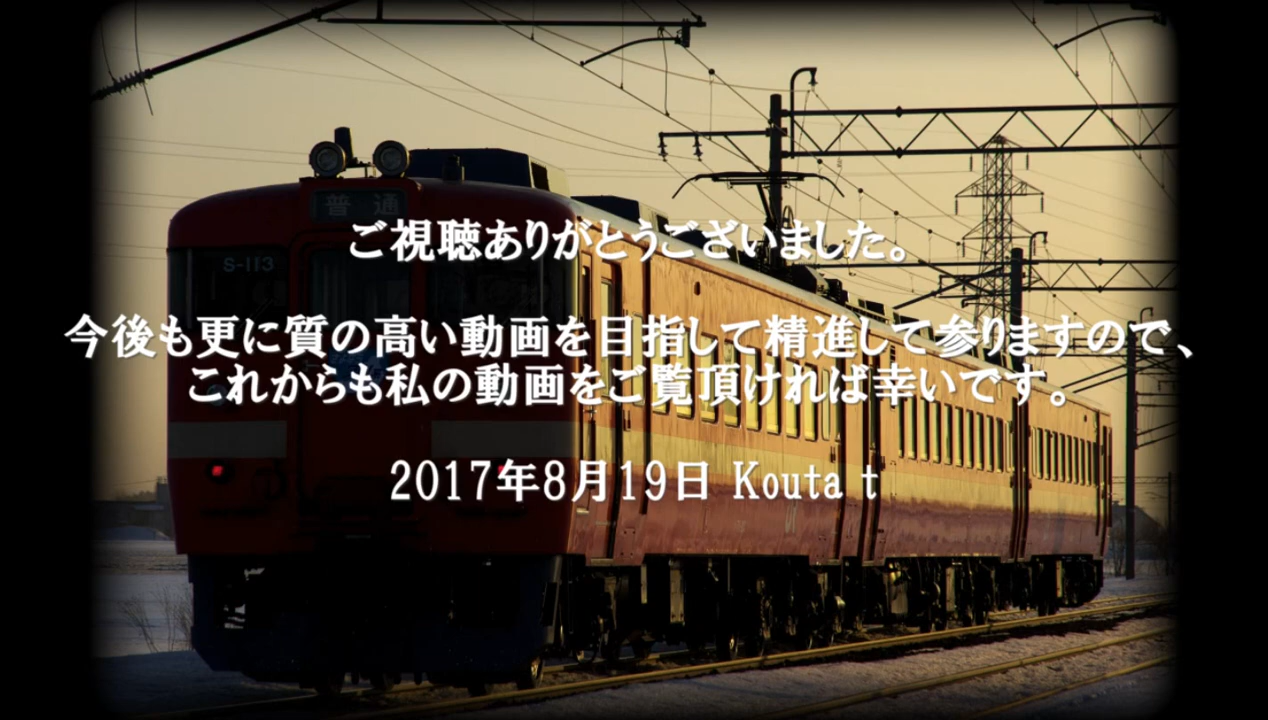 普通
S-113
ご視聴ありがとうございました。
今後も更に質の高い動画を目指して精進して参りますので、
これからも私の動画をご覧頂ければ幸いです。
2017年8月19日 Kouta t